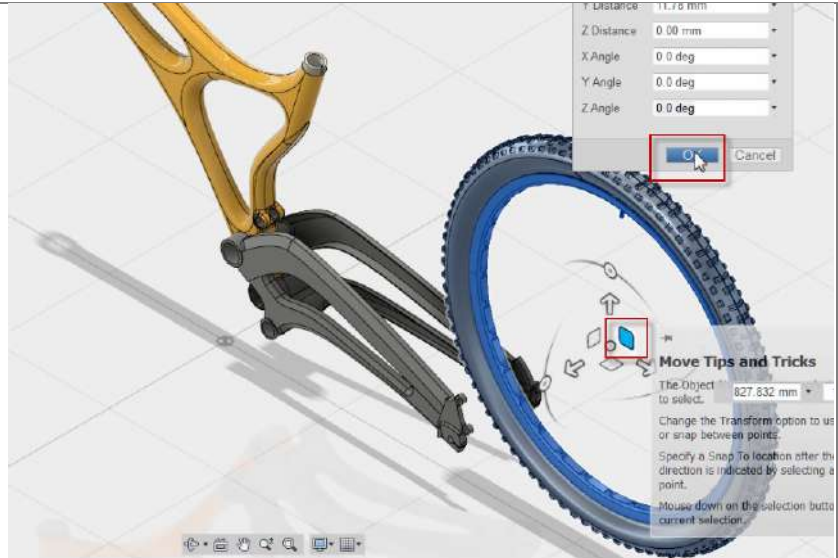 Y Distance 11.78 mm
Z Distance 0.00 mm
X Angle 0.0 deg
Y Angle 0.0 deg
Z Angle 0.0 deg
OK Cancel
Move Tips and Tricks
The Object
827.832 mm
to select.
Change the Transform option to us
or snap between points.
Specify a Snap To location after the
direction is indicated by selecting a
point.
Mouse down on the selection butto
current selection.